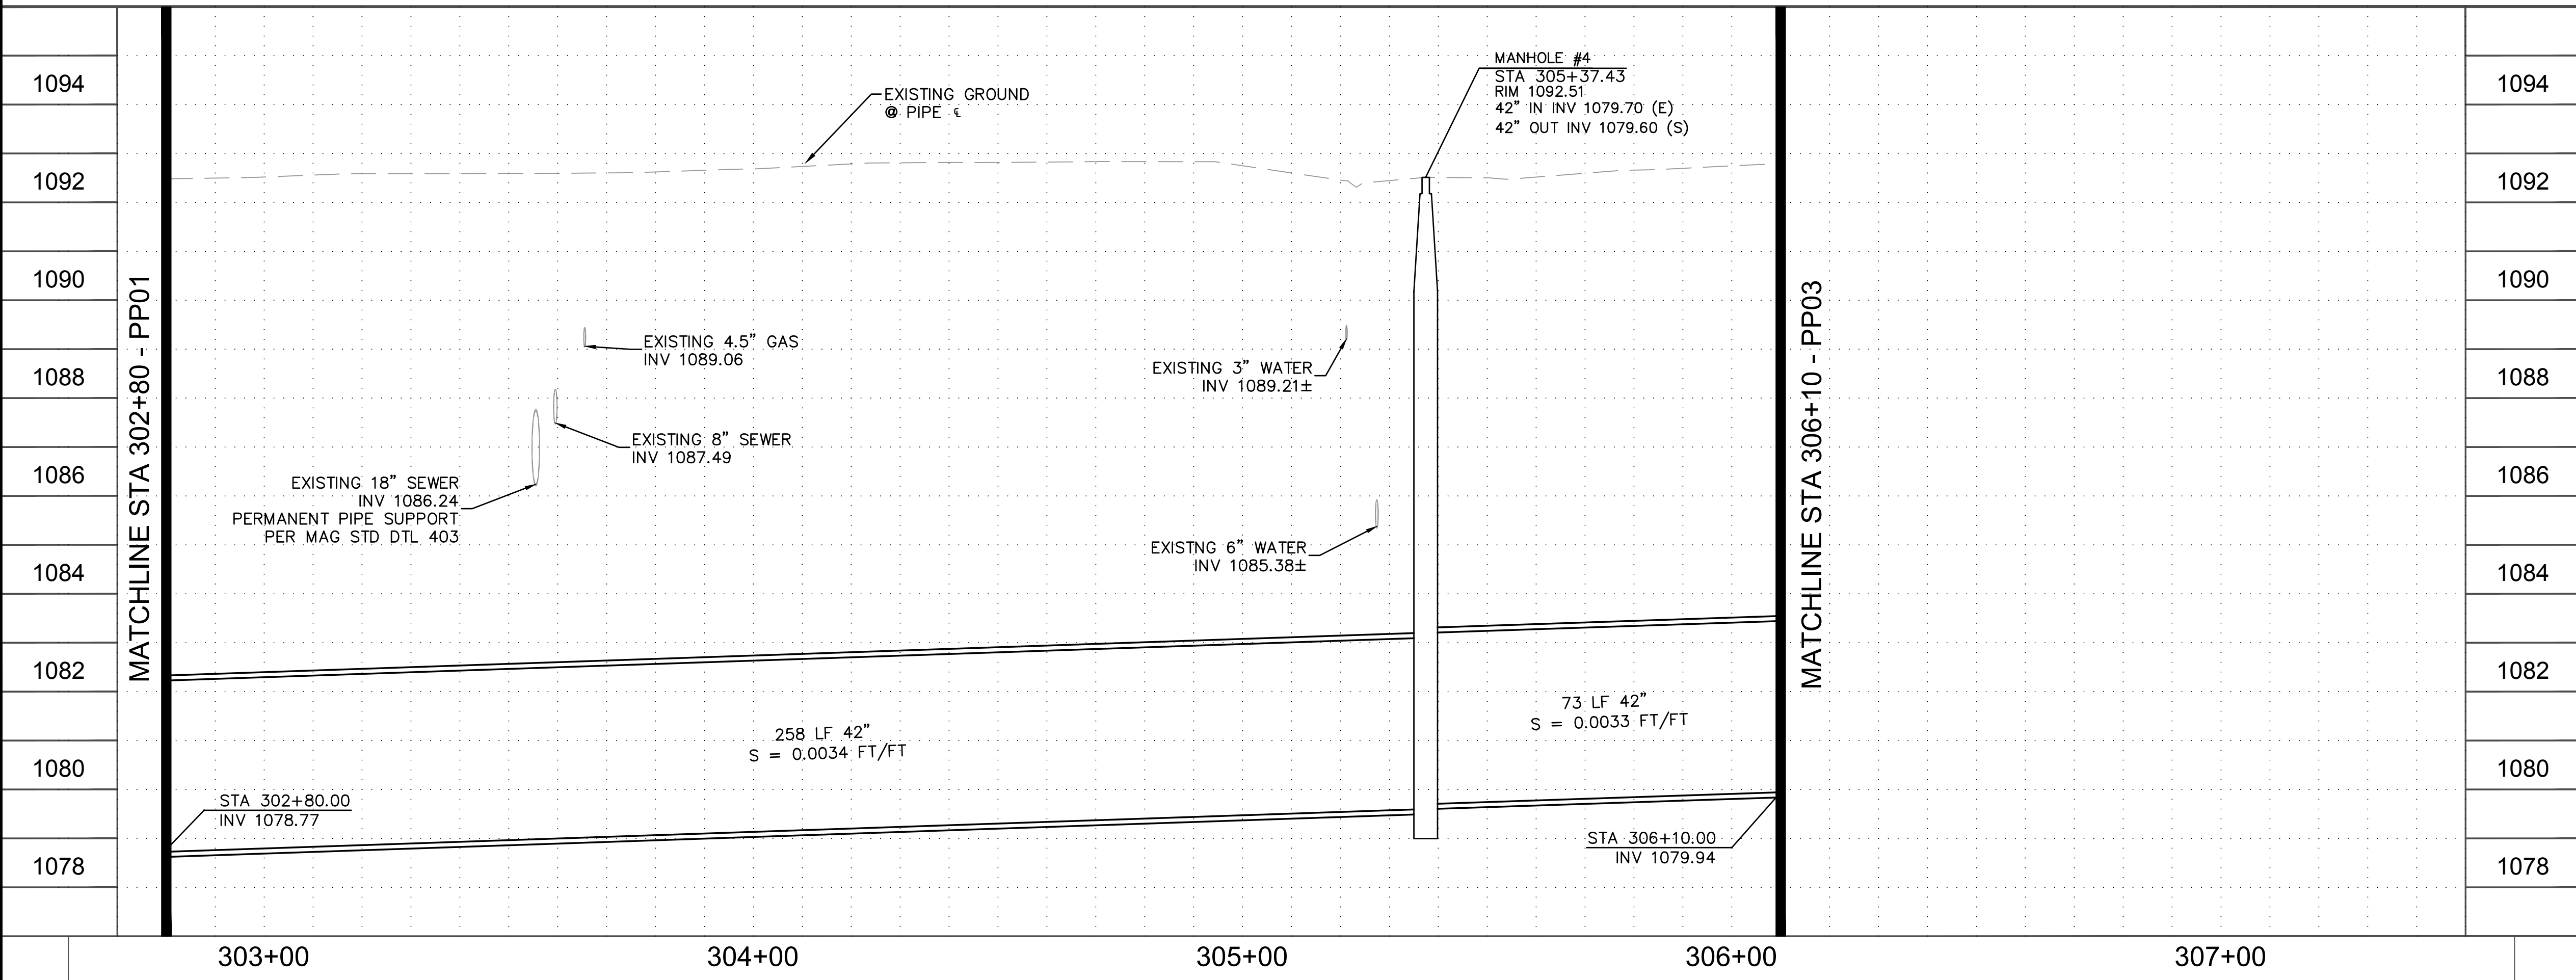 MANHOLE #4
STA 305+37.43
RIM 1092.51
42" IN INV 1079.70 (E)
42" OUT INV 1079.60 (S)
1094
1094
EXISTING GROUND
@ PIPE ℄
1092
1092
1090
1090
MATCHLINE STA 302+80 - PP01
MATCHLINE STA 306+10 - PP03
EXISTING 4.5" GAS
INV 1089.06
EXISTING 3" WATER
INV 1089.21±
1088
1088
EXISTING 8" SEWER
INV 1087.49
1086
1086
EXISTING 18" SEWER
INV 1086.24
PERMANENT PIPE SUPPORT
PER MAG STD DTL 403
EXISTNG 6" WATER
INV 1085.38±
1084
1084
1082
1082
73 LF 42"
S = 0.0033 FT/FT
258 LF 42"
S = 0.0034 FT/FT
1080
1080
STA 302+80.00
INV 1078.77
STA 306+10.00
INV 1079.94
1078
1078
303+00
304+00
305+00
306+00
307+00